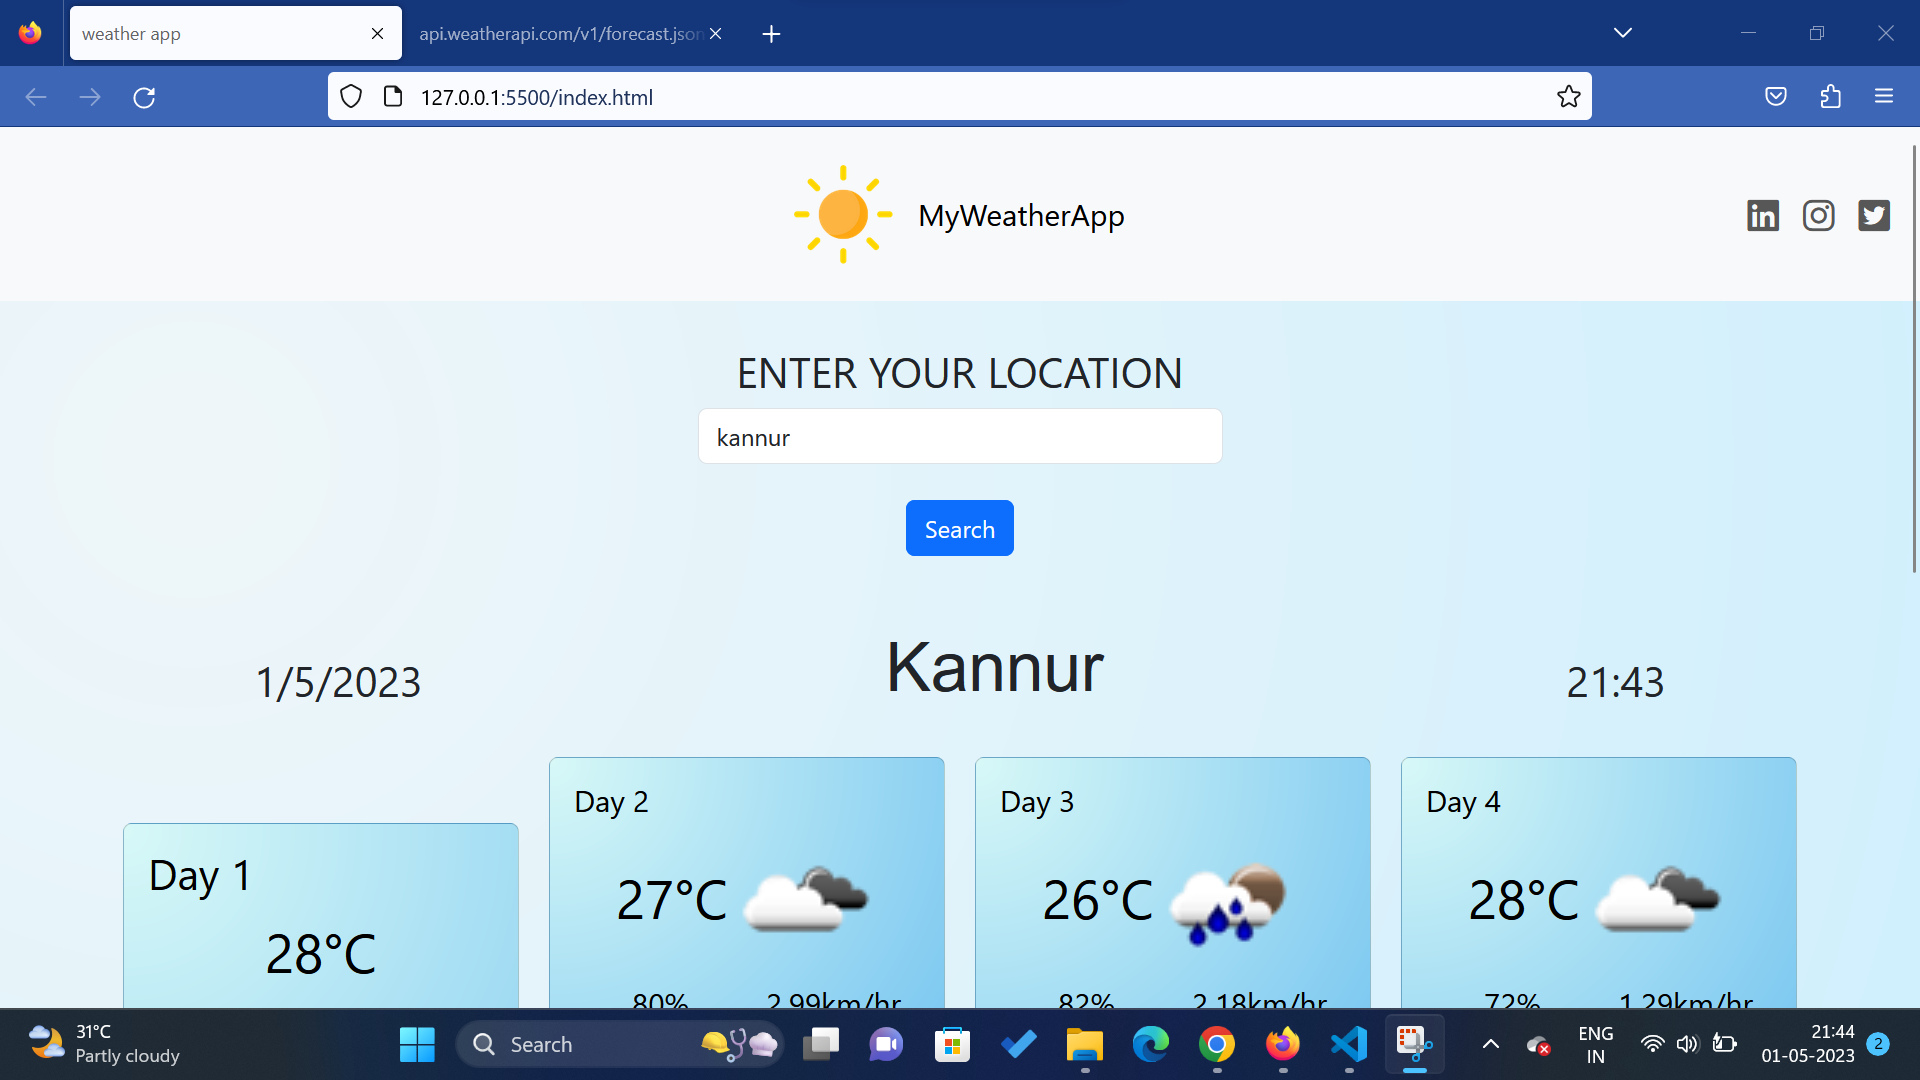 weather app
api.weatherapi.com/v1/forecast.json
127.0.0.1:5500/index.html
MyWeatherApp
ENTER YOUR LOCATION
kannur
Search
1/5/2023
Kannur
21:43
Day 1
28°C
Day 2
27°C
80%
2.99km/hr
Day 3
26°C
82%
2.18km/hr
Day 4
28°C
72%
1.29km/hr
31°C
Partly cloudy
Search
ENG
IN
21:44
01-05-2023
2